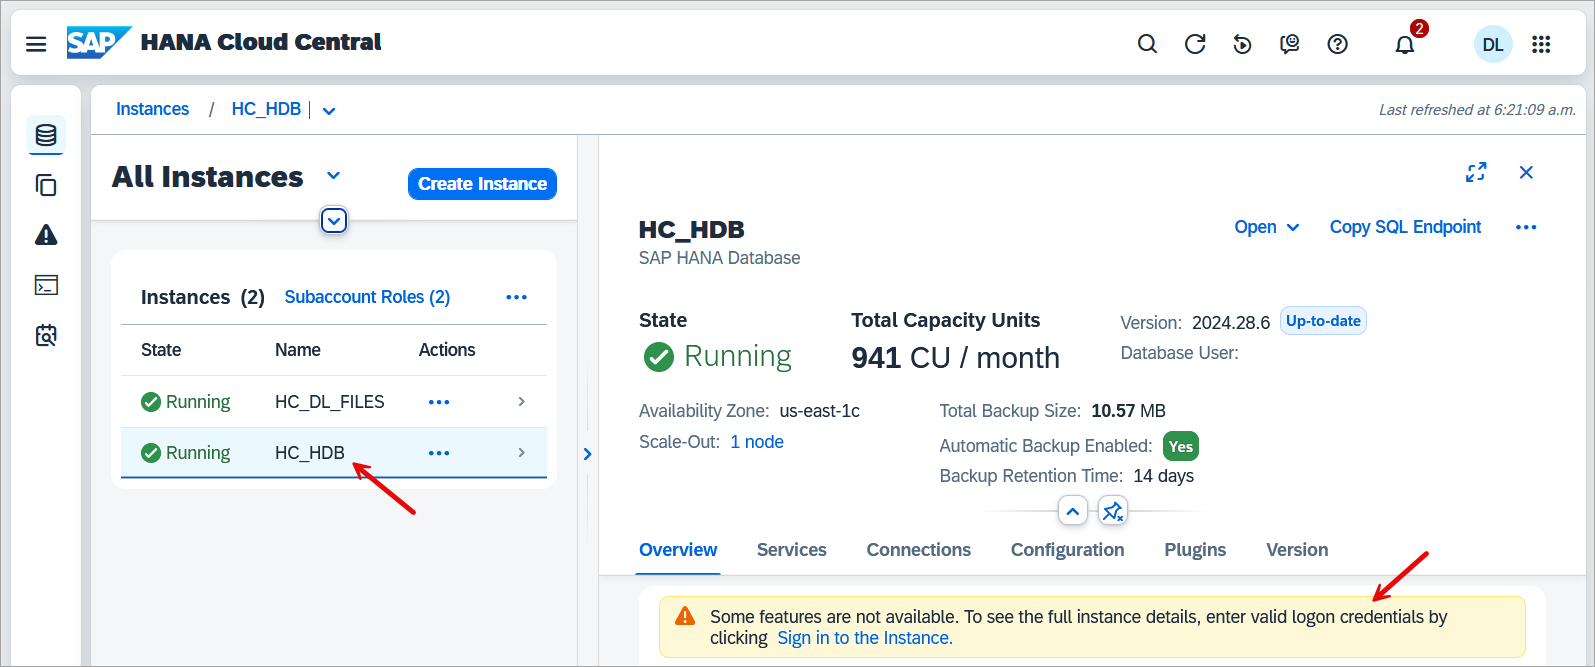 SAP HANA Cloud Central
2
DL
Instances / HC_HDB |
Last refreshed at 6:21:09 a.m.
All Instances
Create Instance
Instances (2) Subaccount Roles (2)
State Name Actions
Running HC_DL_FILES
Running HC_HDB
HC_HDB
SAP HANA Database
Open
Copy SQL Endpoint
State
Running
Total Capacity Units
941 CU / month
Version: 2024.28.6 Up-to-date
Database User:
Availability Zone: us-east-1c
Scale-Out: 1 node
Total Backup Size: 10.57 MB
Automatic Backup Enabled: Yes
Backup Retention Time: 14 days
Overview Services Connections Configuration Plugins Version
Some features are not available. To see the full instance details, enter valid logon credentials by
clicking Sign in to the Instance.